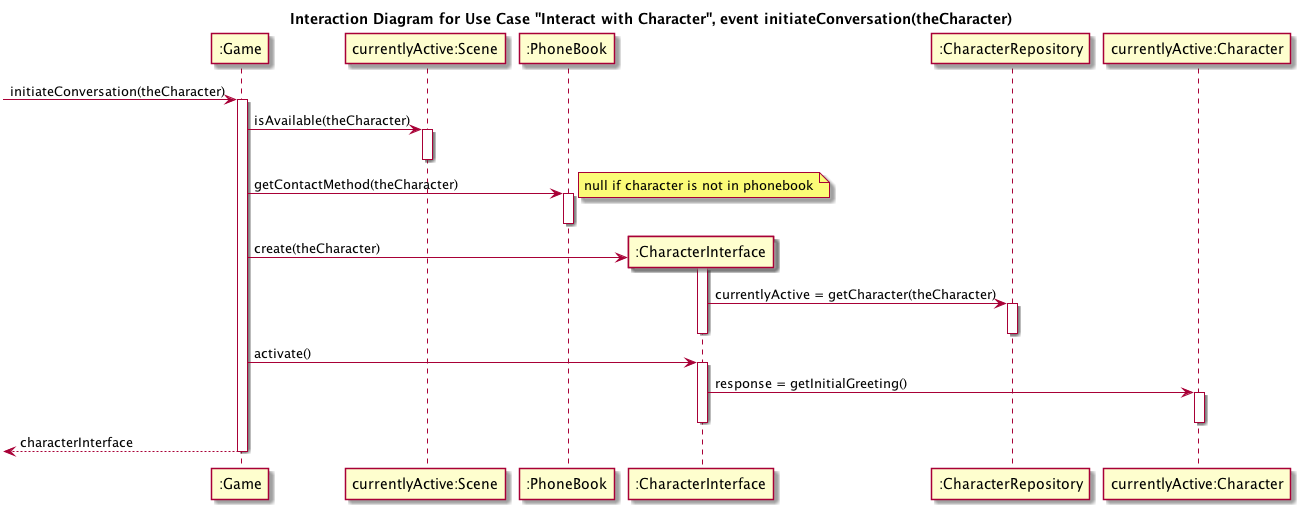 Interaction Diagram for Use Case "Interact with Character", event initiateConversation(theCharacter)
:Game
currentlyActive:Scene
:PhoneBook
:CharacterRepository
currentlyActive:Character
initiateConversation(theCharacter)
isAvailable(theCharacter)
getContactMethod(theCharacter)
null if character is not in phonebook
create(theCharacter)
:CharacterInterface
currentlyActive = getCharacter(theCharacter)
activate()
response = getInitialGreeting()
characterInterface
:Game
currentlyActive:Scene
:PhoneBook
:CharacterInterface
:CharacterRepository
currentlyActive:Character